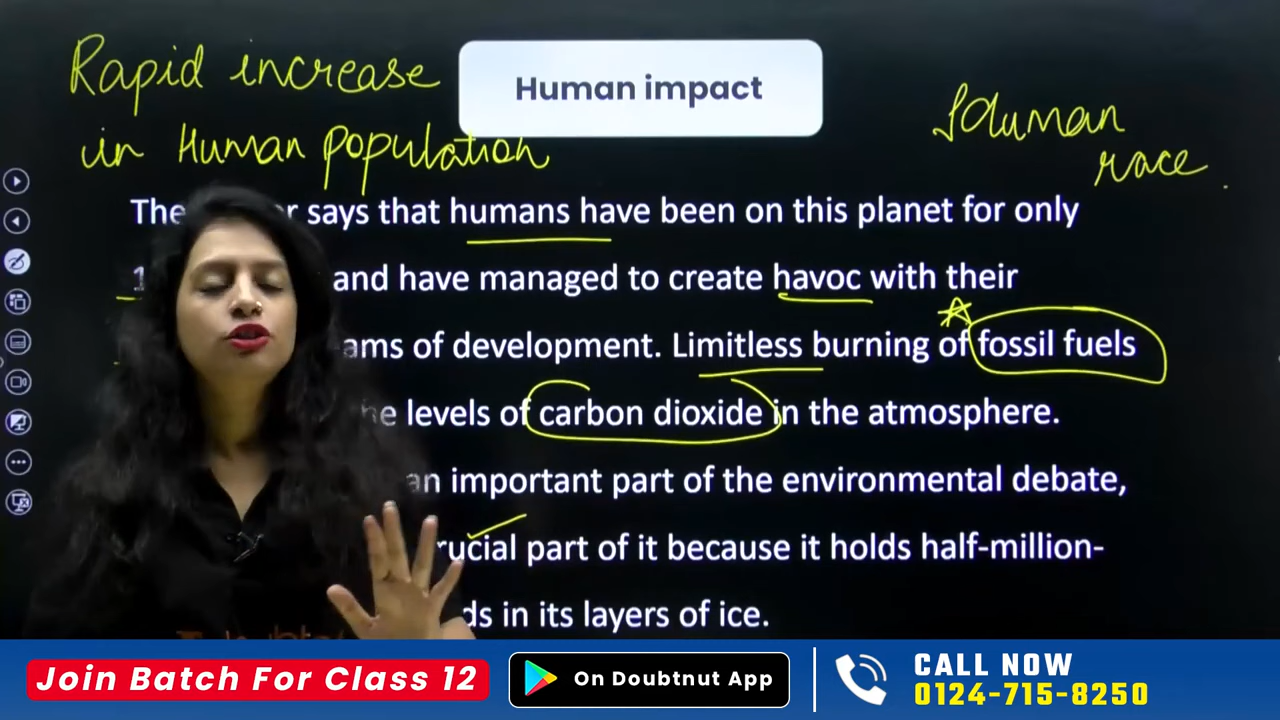 Rapid increase
in Human population
Human impact
Human
race
The says that humans have been on this planet for only
1 and have managed to create havoc with their
ams of development. Limitless burning of fossil fuels
he levels of carbon dioxide in the atmosphere.
an important part of the environmental debate,
rucial part of it because it holds half-million-
ds in its layers of ice.
Join Batch For Class 12
On Doubtnut App
CALL NOW
0124-715-8250